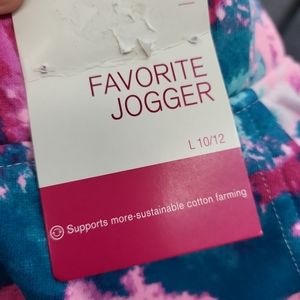 FAVORITE
JOGGER
L 10/12
Supports more-sustainable cotton farming